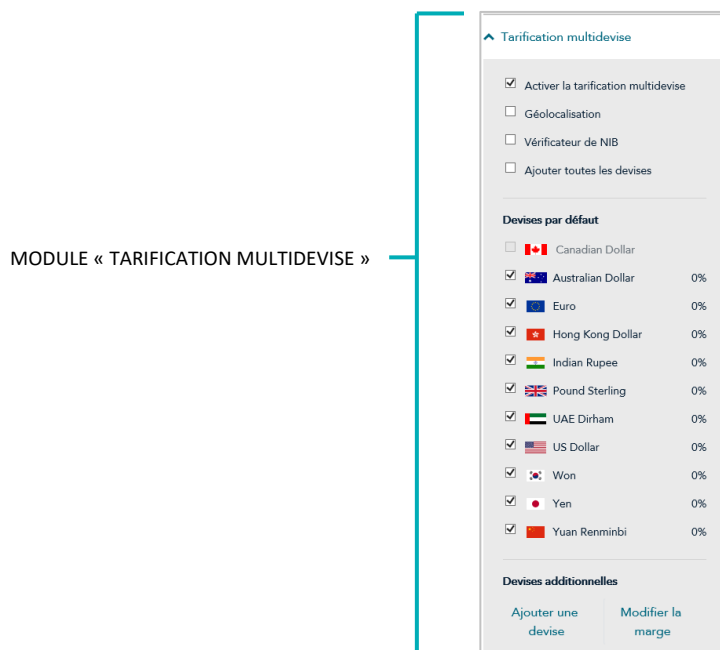 MODULE « TARIFICATION MULTIDEVISE »
Tarification multidevise
Activer la tarification multidevise
Géolocalisation
Vérificateur de NIB
Ajouter toutes les devises
Devises par défaut
Canadian Dollar
Australian Dollar 0%
Euro 0%
Hong Kong Dollar 0%
Indian Rupee 0%
Pound Sterling 0%
UAE Dirham 0%
US Dollar 0%
Won 0%
Yen 0%
Yuan Renminbi 0%
Devises additionnelles
Ajouter une
devise
Modifier la
marge